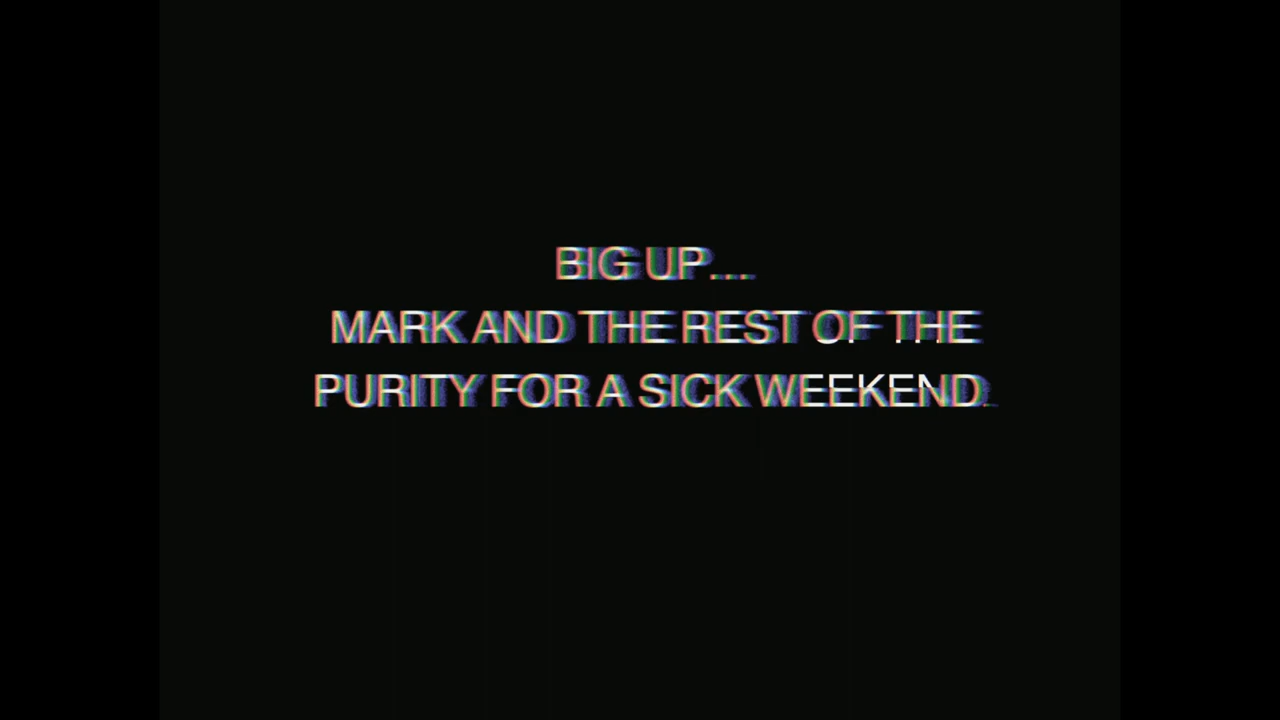 BIG UP....
MARK AND THE REST OF THE
PURITY FOR A SICK WEEKEND.